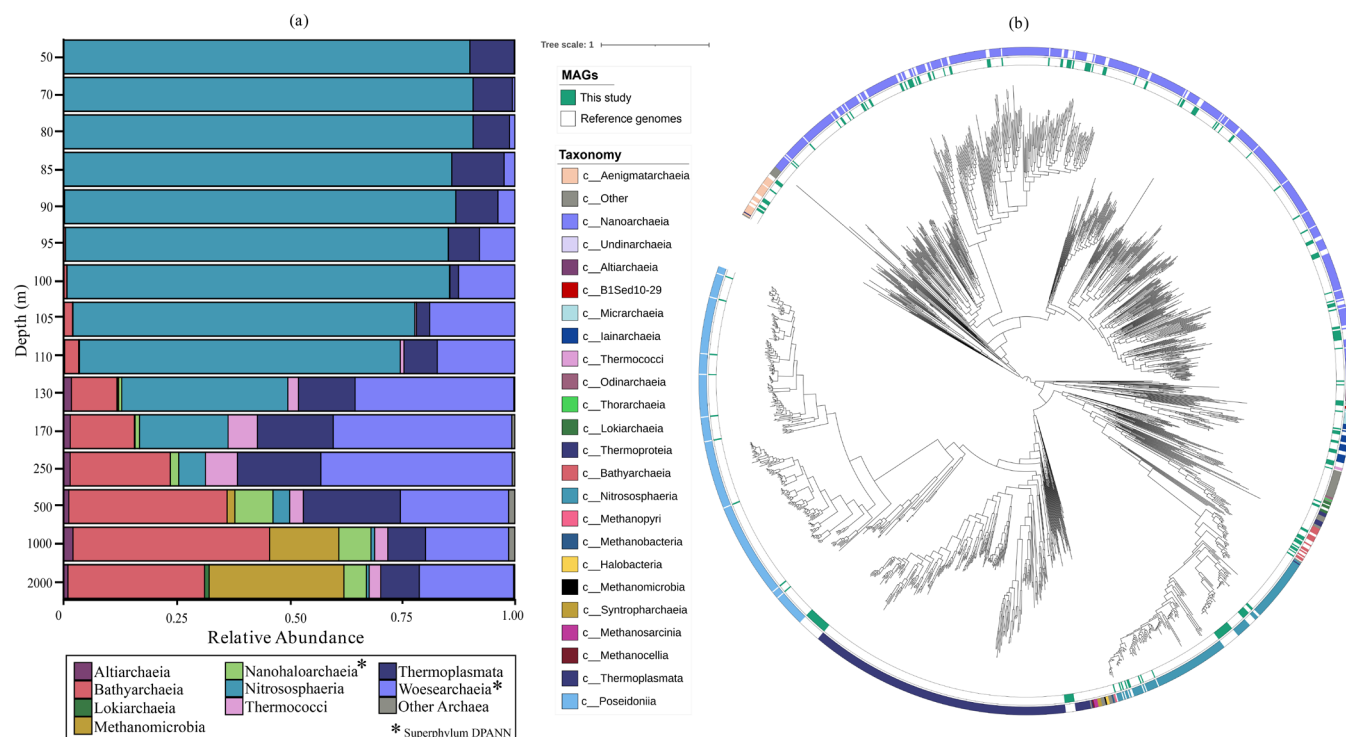 (a)
50
70
80
85
90
95
100
105
110
130
170
250
500
1000
2000
Depth (m)
0 0.25 0.50 0.75 1.00
Relative Abundance
Altiarchaeia
Bathyarchaeia
Lokiarchaeia
Methanomicrobia
Nanohaloarchaeia*
Nitrososphaeria
Thermococci
Thermoplasmata
Woesearchaeia*
Other Archaea
* Superphylum DPANN
Tree scale: 1
MAGs
This study
Reference genomes
Taxonomy
c__Aenigmatarchaeia
c__Other
c__Nanoarchaeia
c__Undinarchaeia
c__Altiarchaeia
c__B1Sed10-29
c__Micrarchaeia
c__Iainarchaeia
c__Thermococci
c__Odinarchaeia
c__Thorarchaeia
c__Lokiarchaeia
c__Thermoproteia
c__Bathyarchaeia
c__Nitrososphaeria
c__Methanopyri
c__Methanobacteria
c__Halobacteria
c__Methanomicrobia
c__Syntropharchaeia
c__Methanosarcinia
c__Methanocellia
c__Thermoplasmata
c__Poseidoniia
(b)